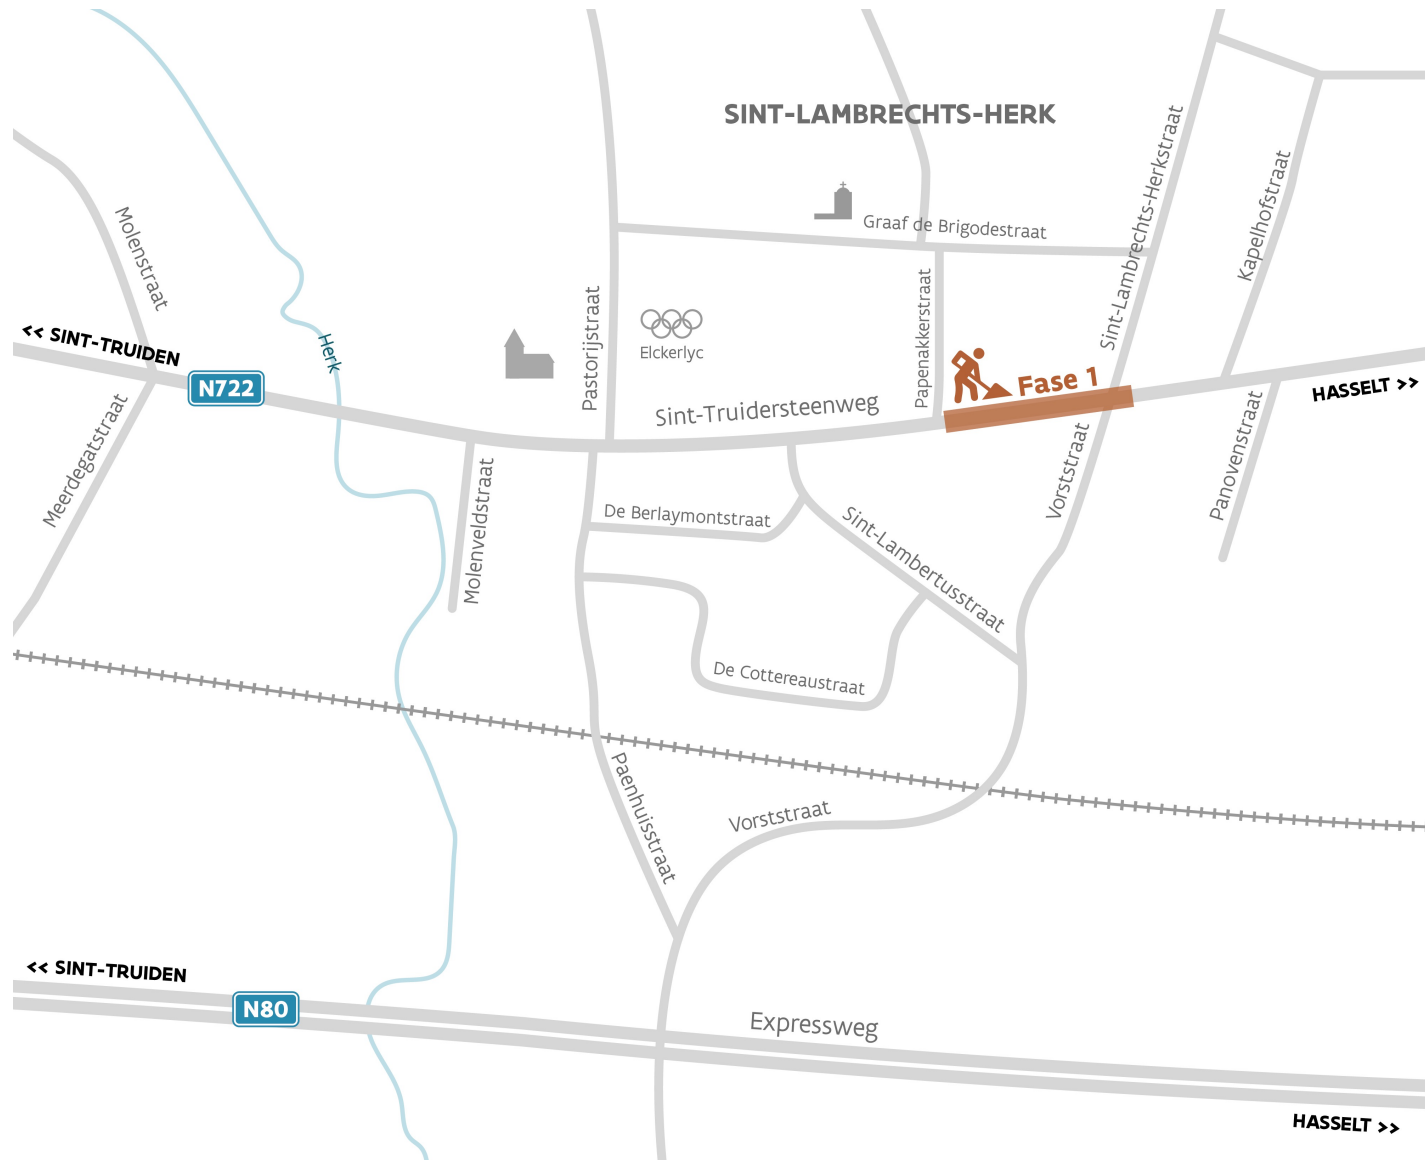 SINT-LAMBRECHTS-HERK
Graaf de Brigodestraat
Sint-Lambrechts-Herkstraat
Kapelhofstraat
Molenstraat
<< SINT-TRUIDEN
N722
Herk
Pastorijstraat
Elckerlyc
Papenakkerstraat
Fase 1
HASSELT >>
Sint-Truidersteenweg
Meerdegatstraat
Molenveldstraat
De Berlaymontstraat
Sint-Lambertusstraat
Vorststraat
Panovenstraat
De Cottereaustraat
Paenhuisstraat
Vorststraat
<< SINT-TRUIDEN
N80
Expressweg
HASSELT >>